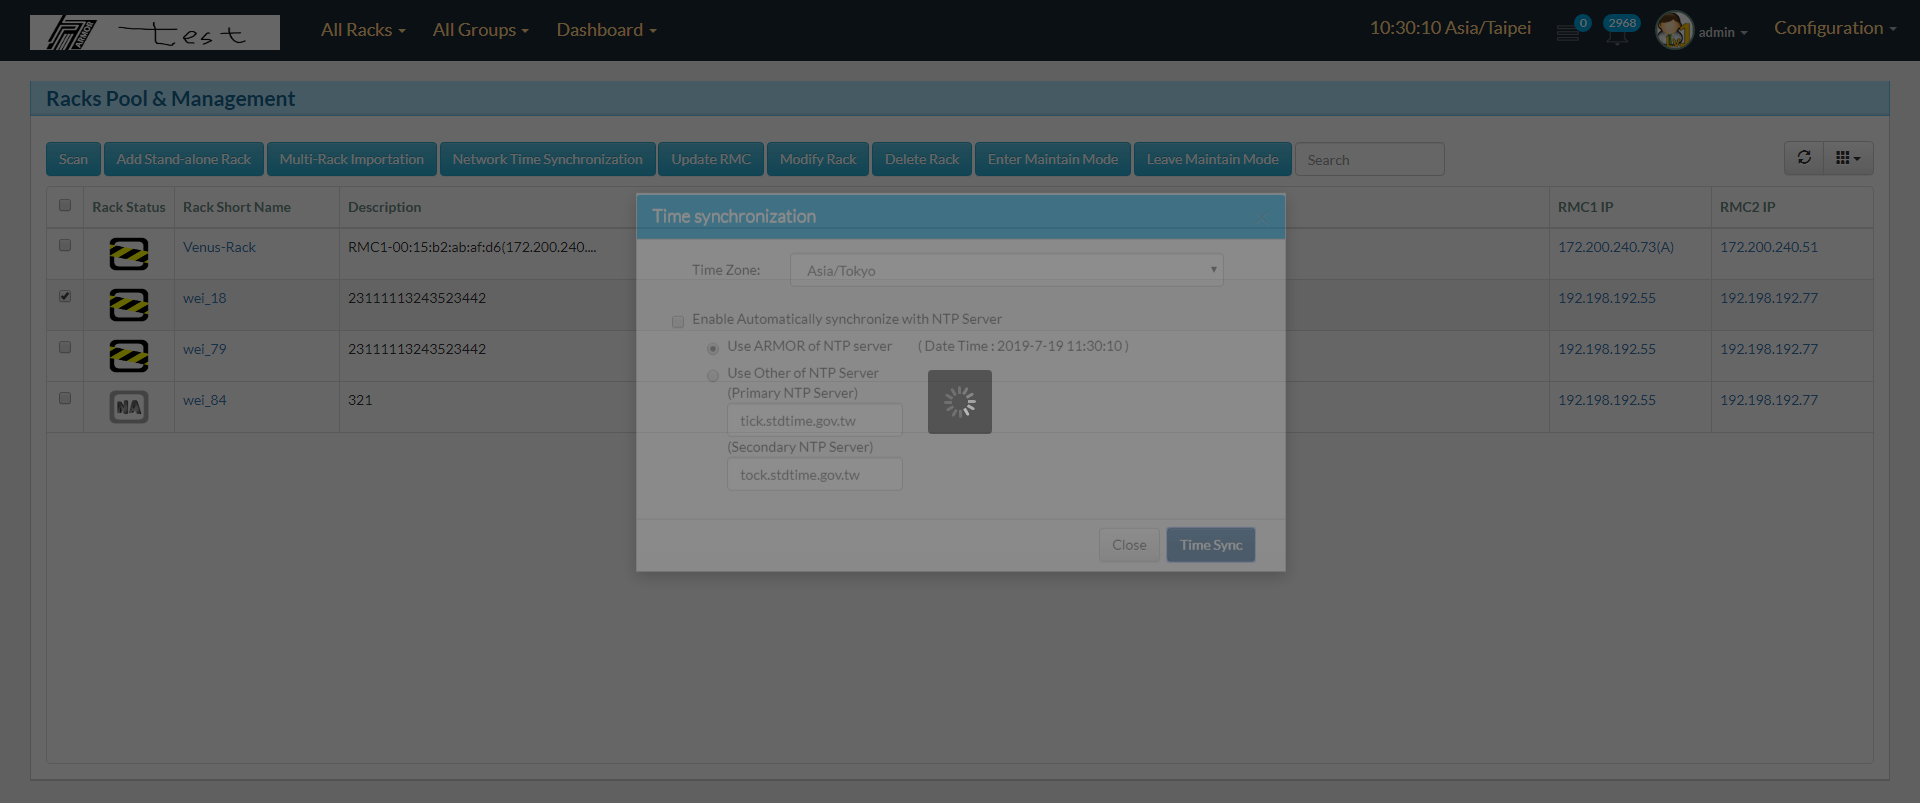 ARMOR test All Racks All Groups Dashboard 10:30:10 Asia/Taipei 0 2968 admin Configuration
Racks Pool & Management
Scan Add Stand-alone Rack Multi-Rack Importation Network Time Synchronization Update RMC Modify Rack Delete Rack Enter Maintain Mode Leave Maintain Mode Search
Rack Status Rack Short Name Description RMC1 IP RMC2 IP
Venus-Rack RMC1-00:15:b2:ab:af:d6(172.200.240.... 172.200.240.73(A) 172.200.240.51
wei_18 23111113243523442 192.198.192.55 192.198.192.77
wei_79 23111113243523442 192.198.192.55 192.198.192.77
NA wei_84 321 192.198.192.55 192.198.192.77
Time synchronization
Time Zone: Asia/Tokyo
Enable Automatically synchronize with NTP Server
Use ARMOR of NTP server ( Date Time : 2019-7-19 11:30:10 )
Use Other of NTP Server
(Primary NTP Server)
tick.stdtime.gov.tw
(Secondary NTP Server)
tock.stdtime.gov.tw
Close Time Sync